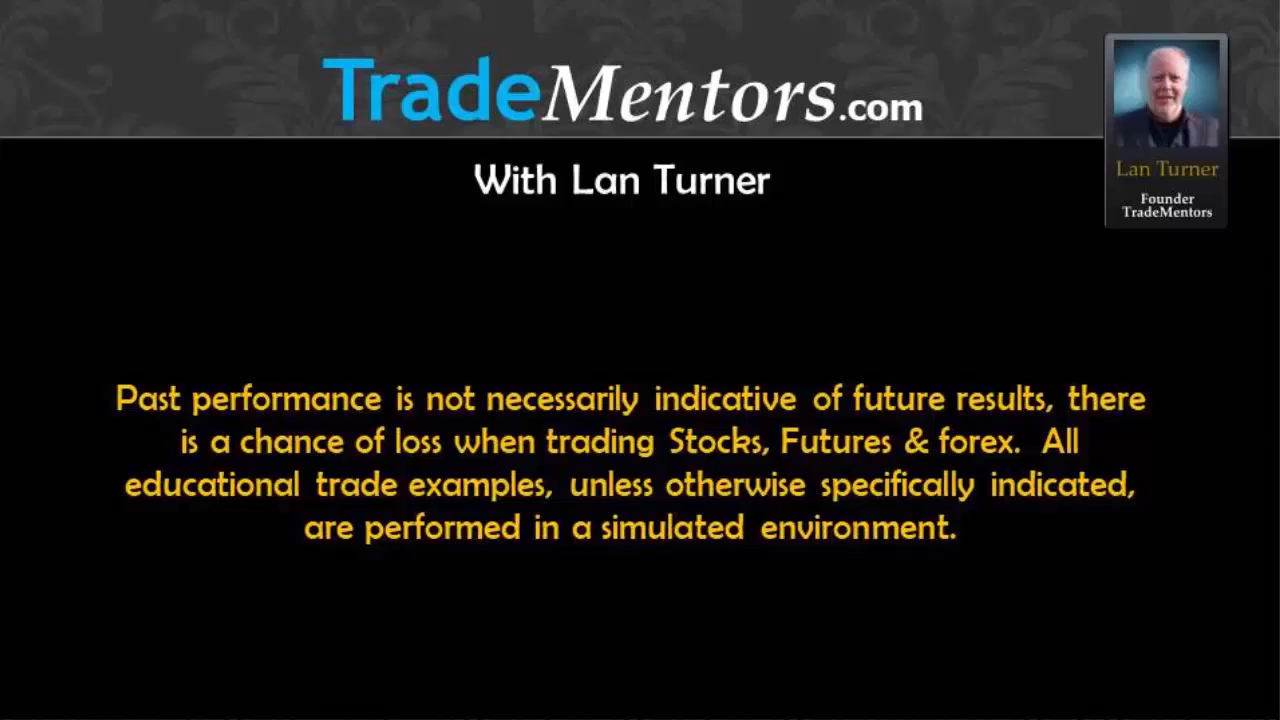 TradeMentors.com
With Lan Turner
Lan Turner
Founder
TradeMentors
Past performance is not necessarily indicative of future results, there
is a chance of loss when trading Stocks, Futures & forex. All
educational trade examples, unless otherwise specifically indicated,
are performed in a simulated environment.